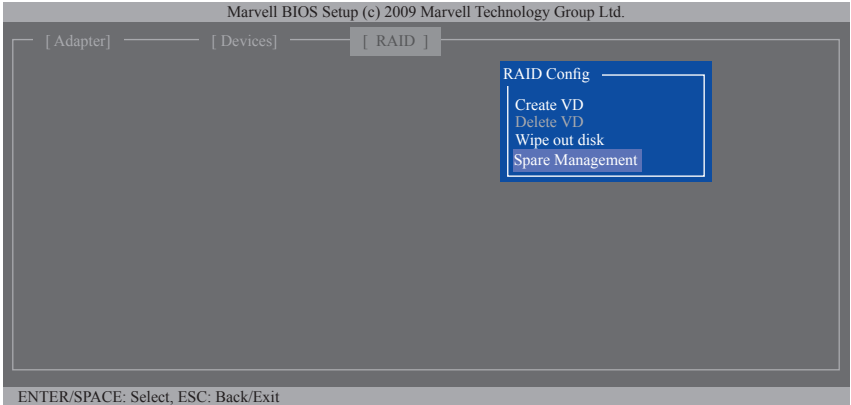 Marvell BIOS Setup (c) 2009 Marvell Technology Group Ltd.
[ Adapter] [ Devices] [ RAID ]
RAID Config
Create VD
Delete VD
Wipe out disk
Spare Management
ENTER/SPACE: Select, ESC: Back/Exit